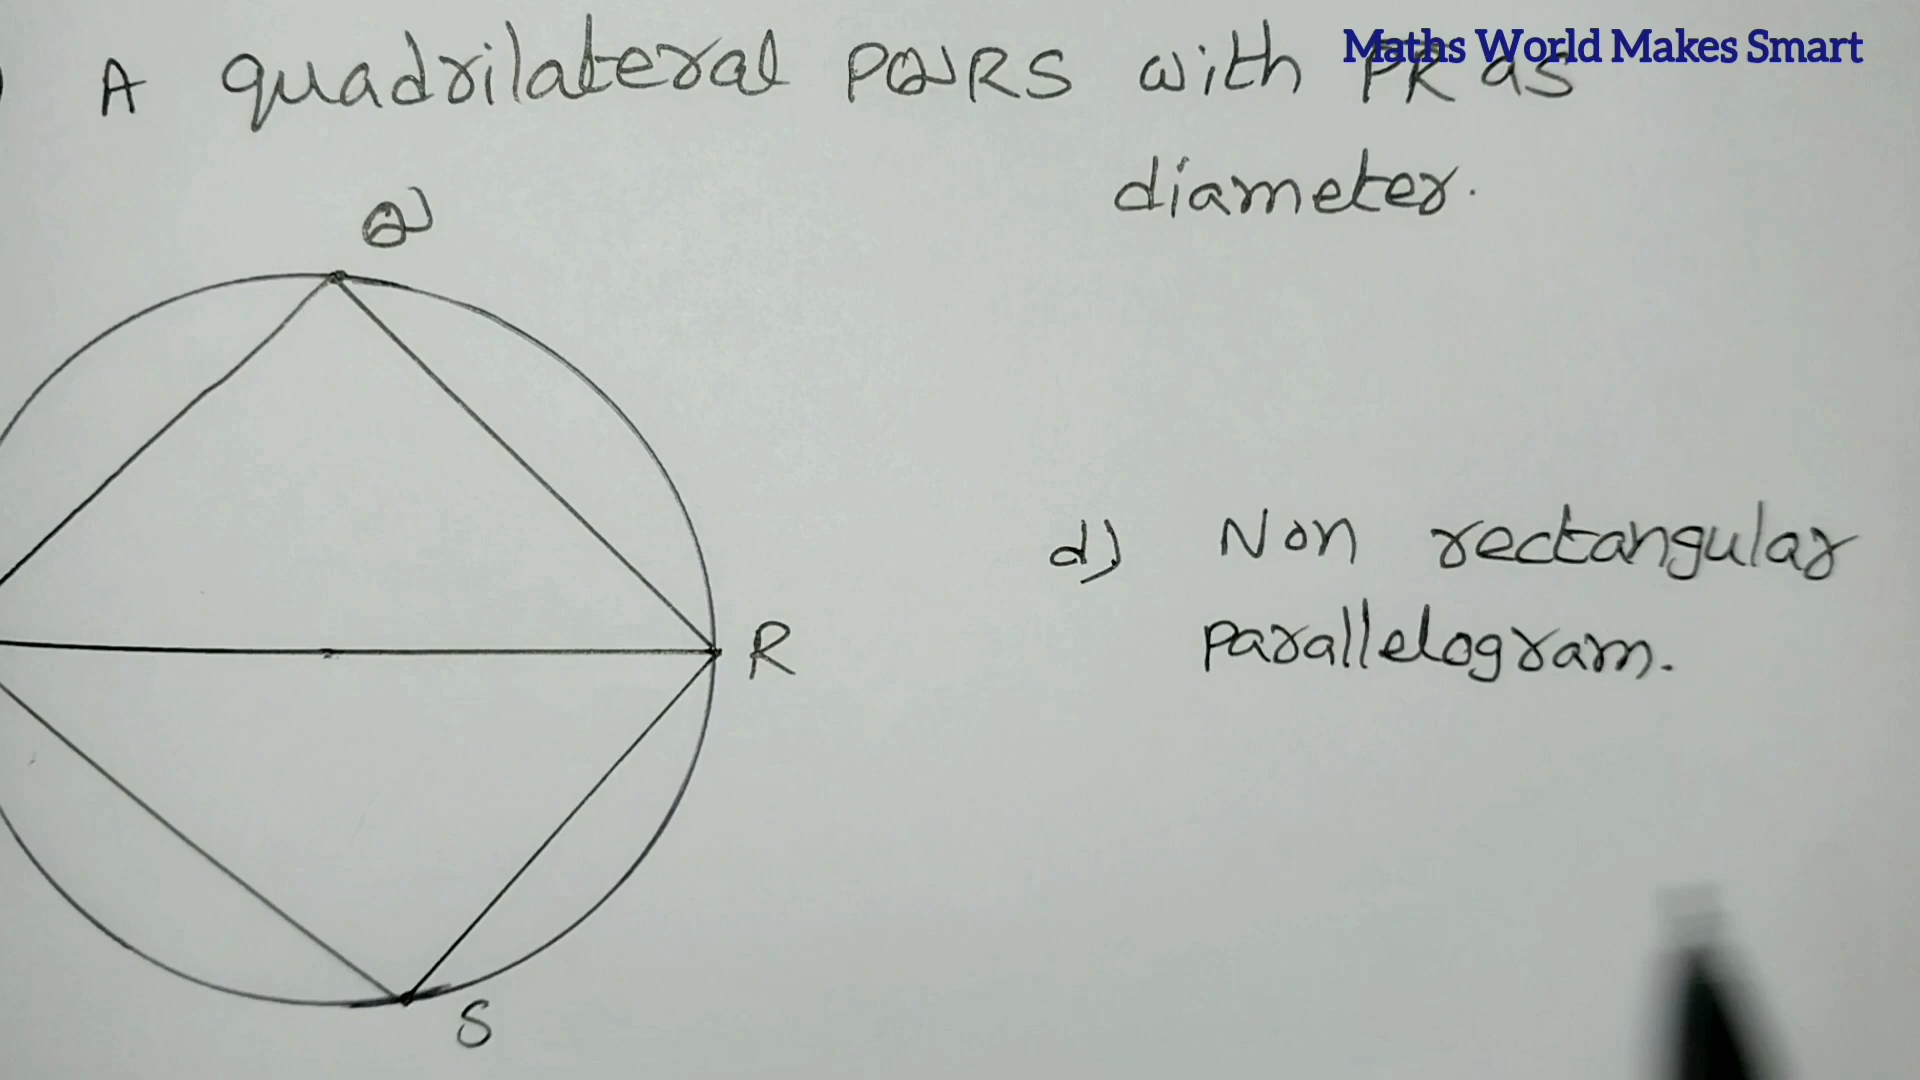 Maths World Makes Smart
) A quadrilateral PQRS with PR as
diameter.
Q
d) Non rectangular
R
parallelogram.
S